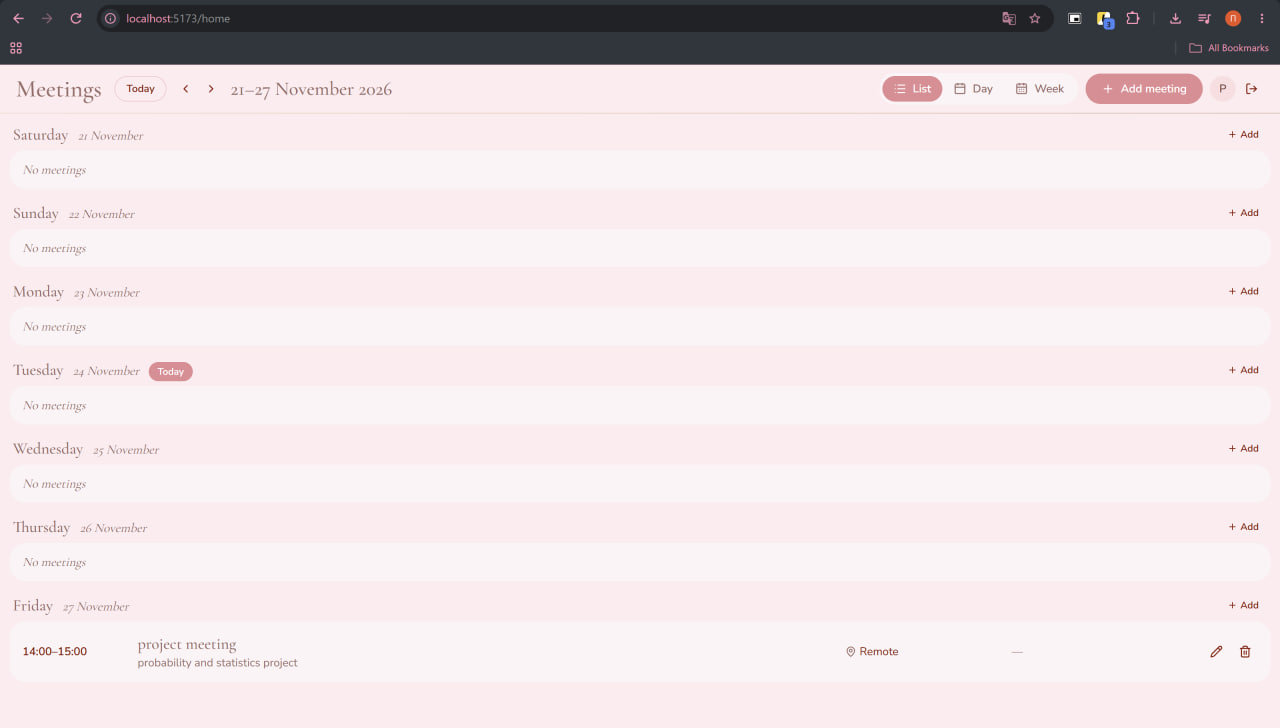 localhost:5173/home
3
n
All Bookmarks
Meetings Today 21–27 November 2026 List Day Week + Add meeting P
Saturday 21 November + Add
No meetings
Sunday 22 November + Add
No meetings
Monday 23 November + Add
No meetings
Tuesday 24 November Today + Add
No meetings
Wednesday 25 November + Add
No meetings
Thursday 26 November + Add
No meetings
Friday 27 November + Add
14:00–15:00 project meeting Remote —
probability and statistics project